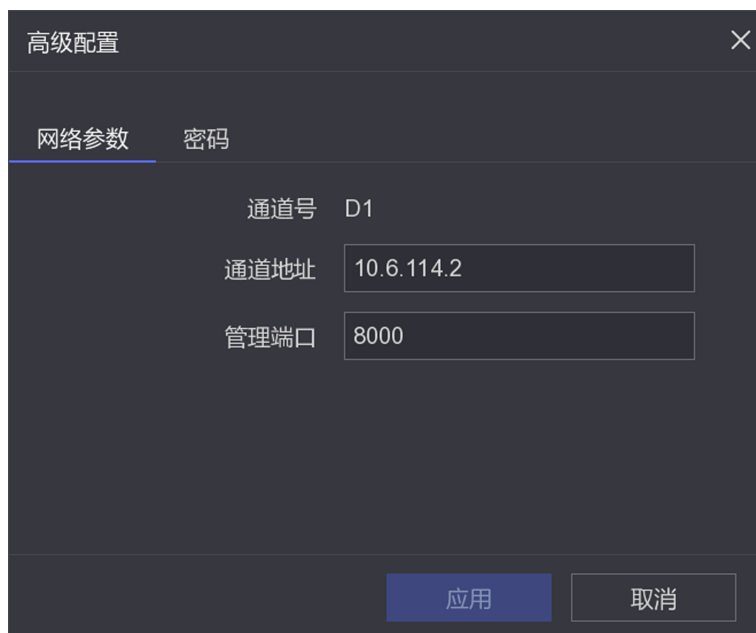 高级配置
网络参数 密码
通道号 D1
通道地址 10.6.114.2
管理端口 8000
应用 取消